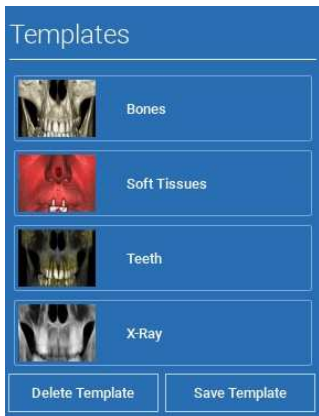 Templates
Bones
Soft Tissues
Teeth
X-Ray
Delete Template
Save Template